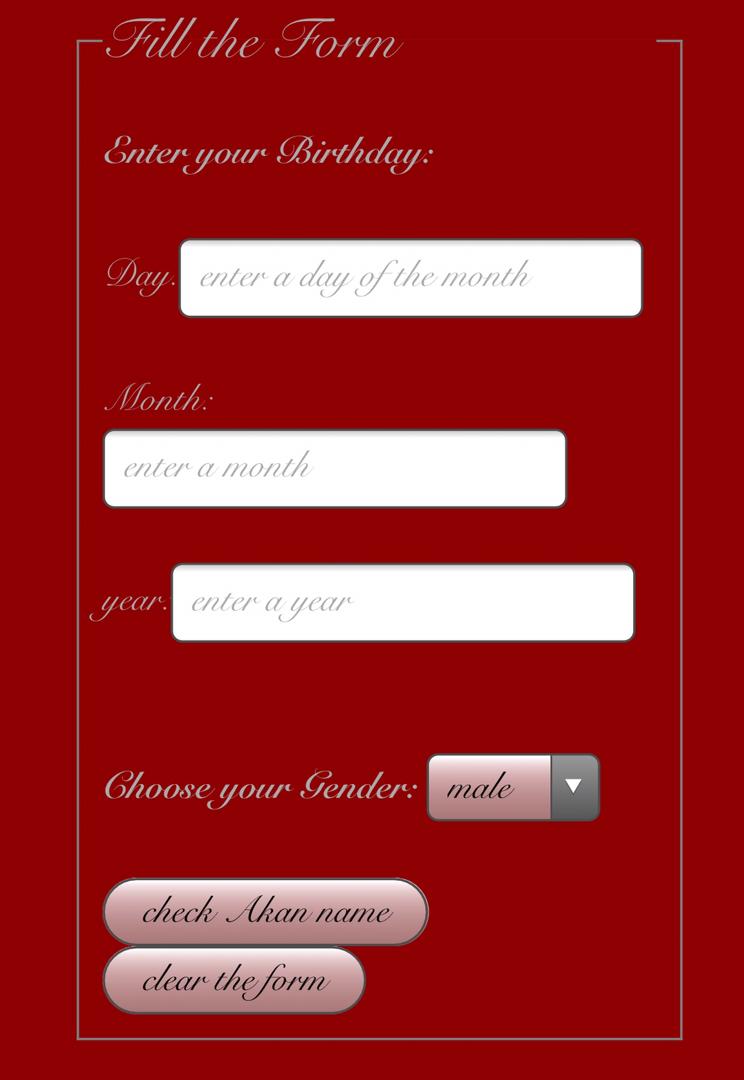 Fill the Form
Enter your Birthday:
Day: enter a day of the month
Month:
enter a month
year: enter a year
Choose your Gender: male
check Akan name
clear the form